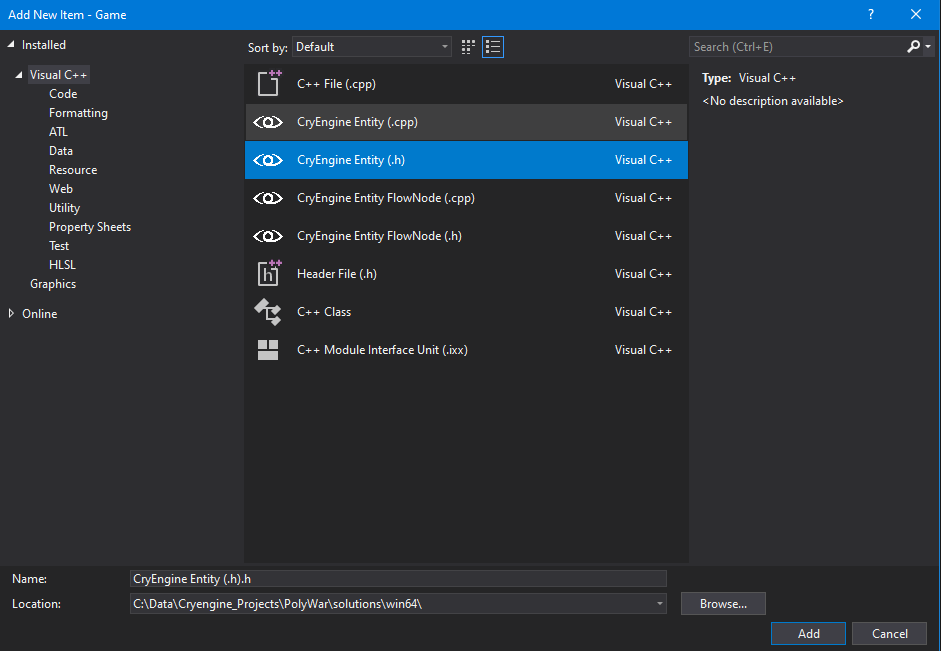 Add New Item - Game
?
Installed
Visual C++
Code
Formatting
ATL
Data
Resource
Web
Utility
Property Sheets
Test
HLSL
Graphics
Online
Sort by: Default
Search (Ctrl+E)
C++ File (.cpp) Visual C++
CryEngine Entity (.cpp) Visual C++
CryEngine Entity (.h) Visual C++
CryEngine Entity FlowNode (.cpp) Visual C++
CryEngine Entity FlowNode (.h) Visual C++
Header File (.h) Visual C++
C++ Class Visual C++
C++ Module Interface Unit (.ixx) Visual C++
Type: Visual C++
<No description available>
Name: CryEngine Entity (.h).h
Location: C:\Data\Cryengine_Projects\PolyWar\solutions\win64\
Browse...
Add
Cancel